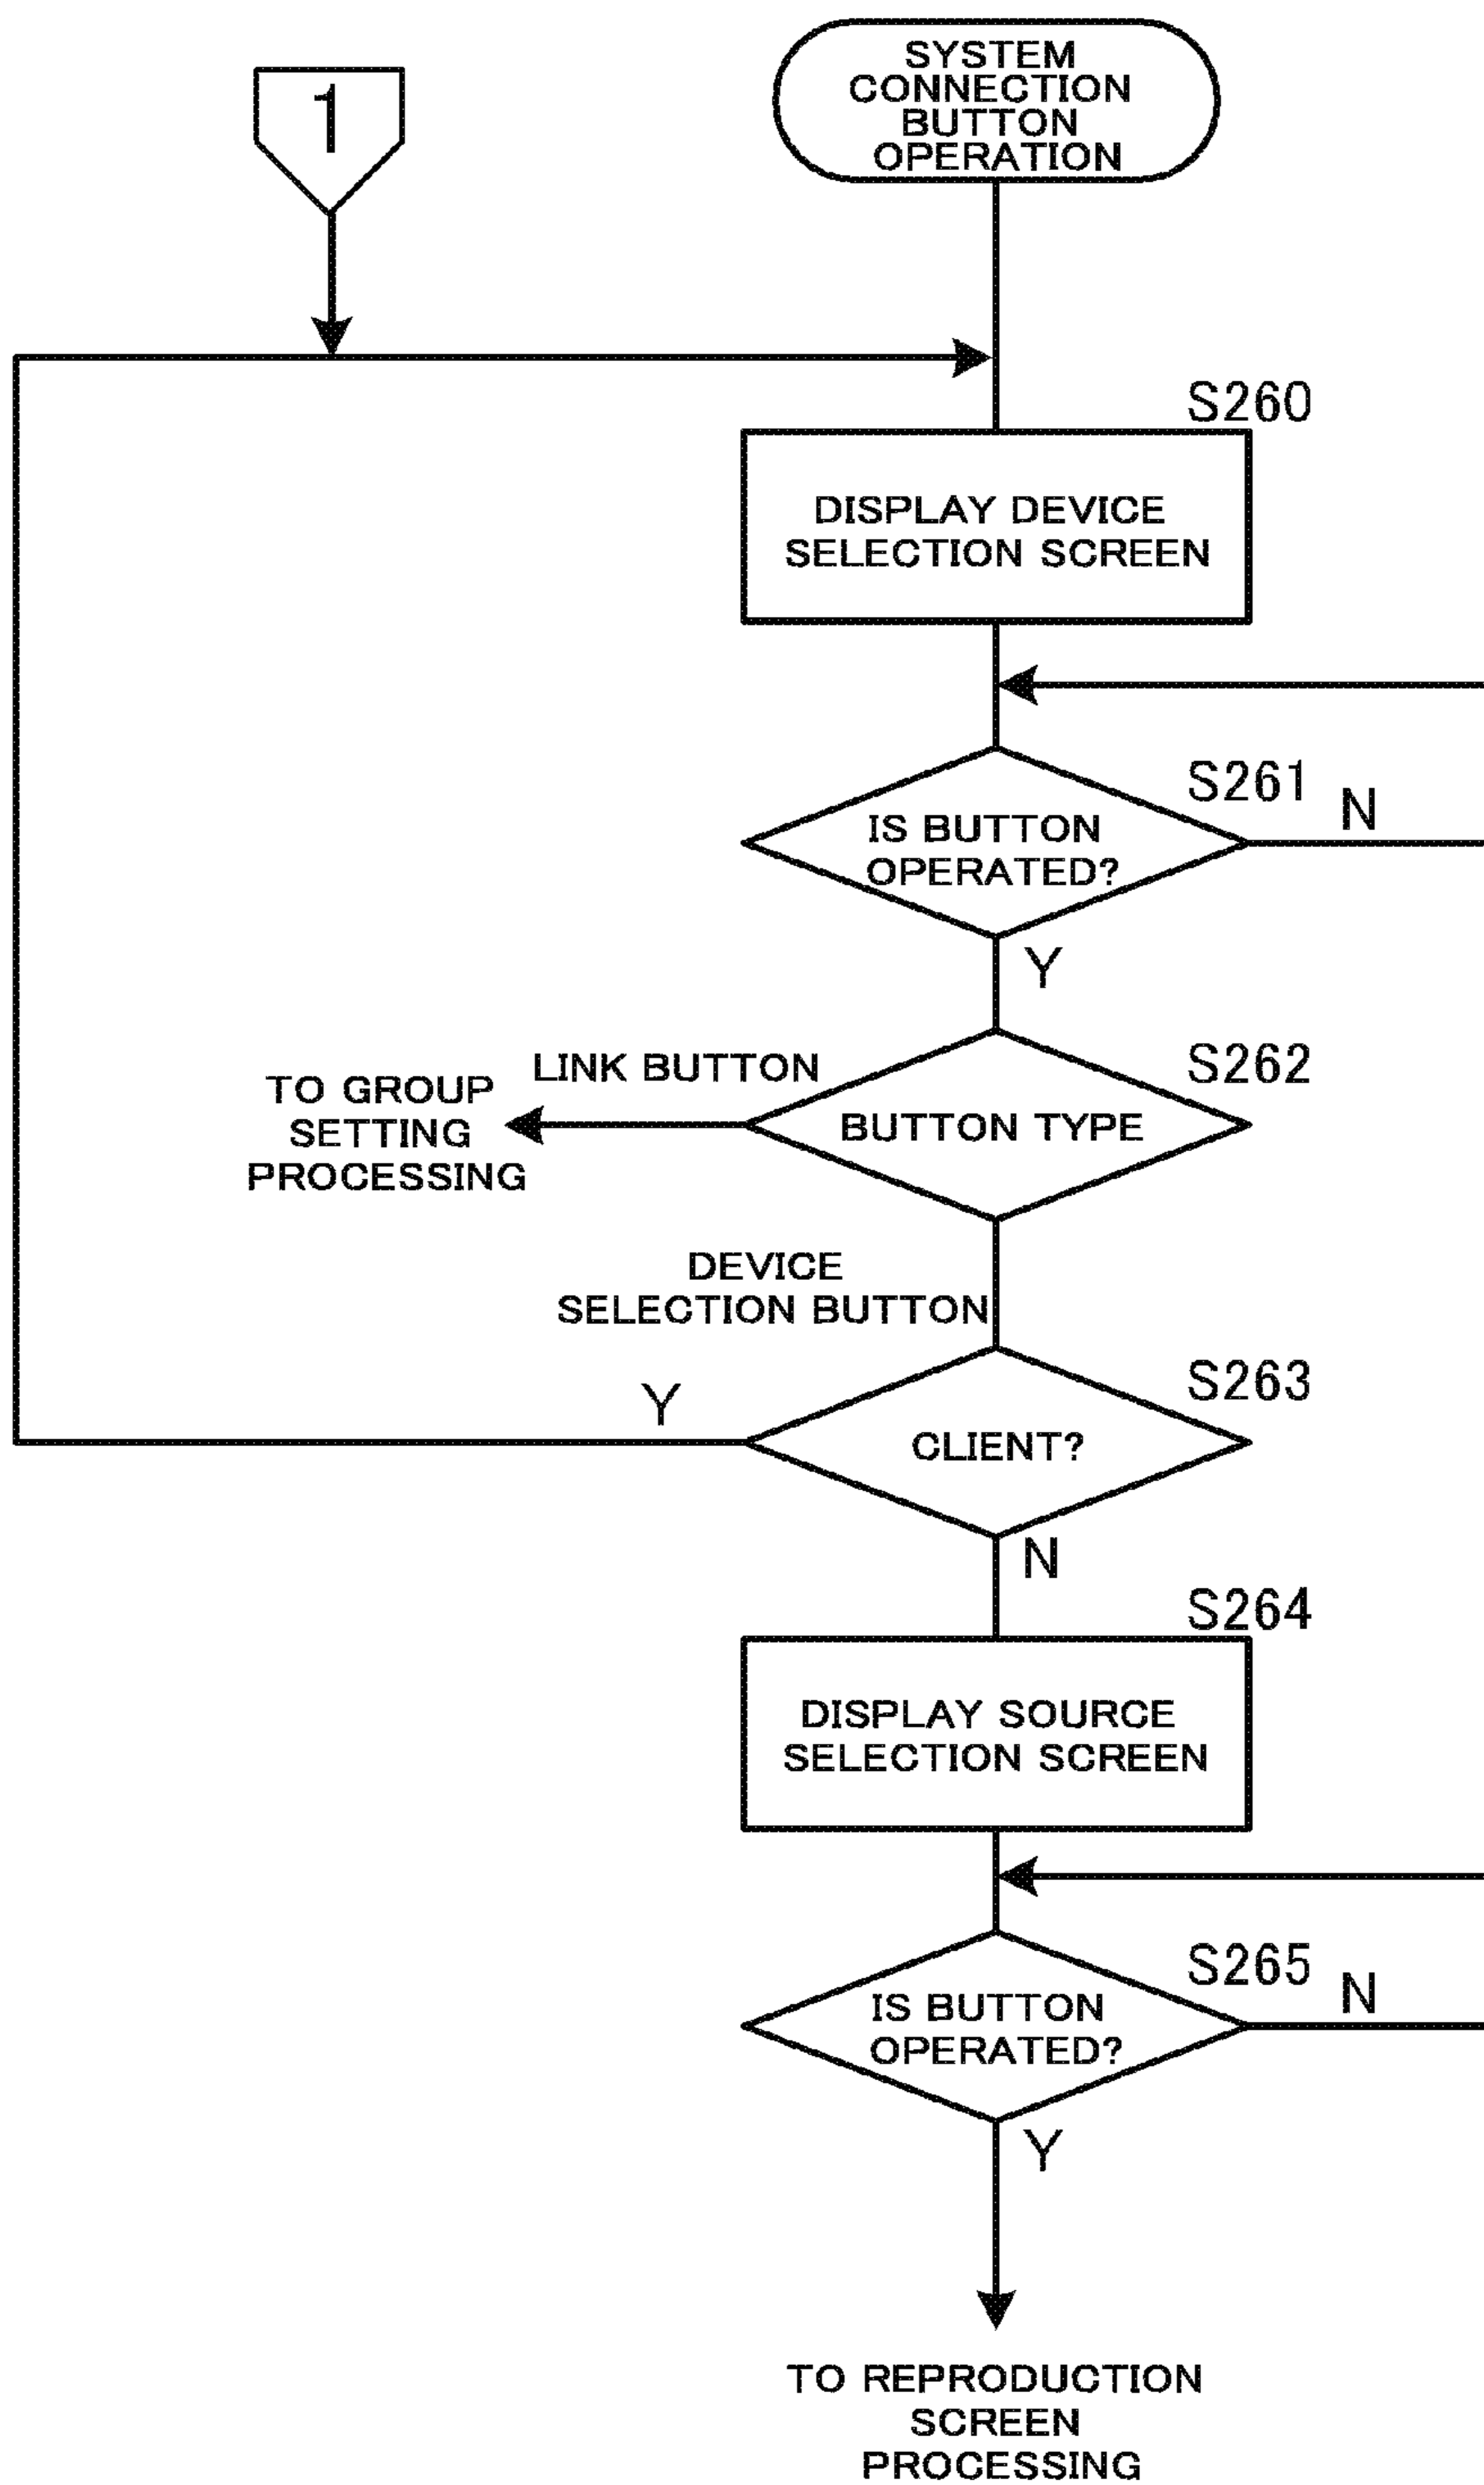 1
SYSTEM
CONNECTION
BUTTON
OPERATION
S260
DISPLAY DEVICE
SELECTION SCREEN
S261
IS BUTTON
OPERATED?
N
Y
S262
LINK BUTTON
TO GROUP
SETTING
PROCESSING
BUTTON TYPE
DEVICE
SELECTION BUTTON
S263
Y
CLIENT?
N
S264
DISPLAY SOURCE
SELECTION SCREEN
S265
IS BUTTON
OPERATED?
N
Y
TO REPRODUCTION
SCREEN
PROCESSING